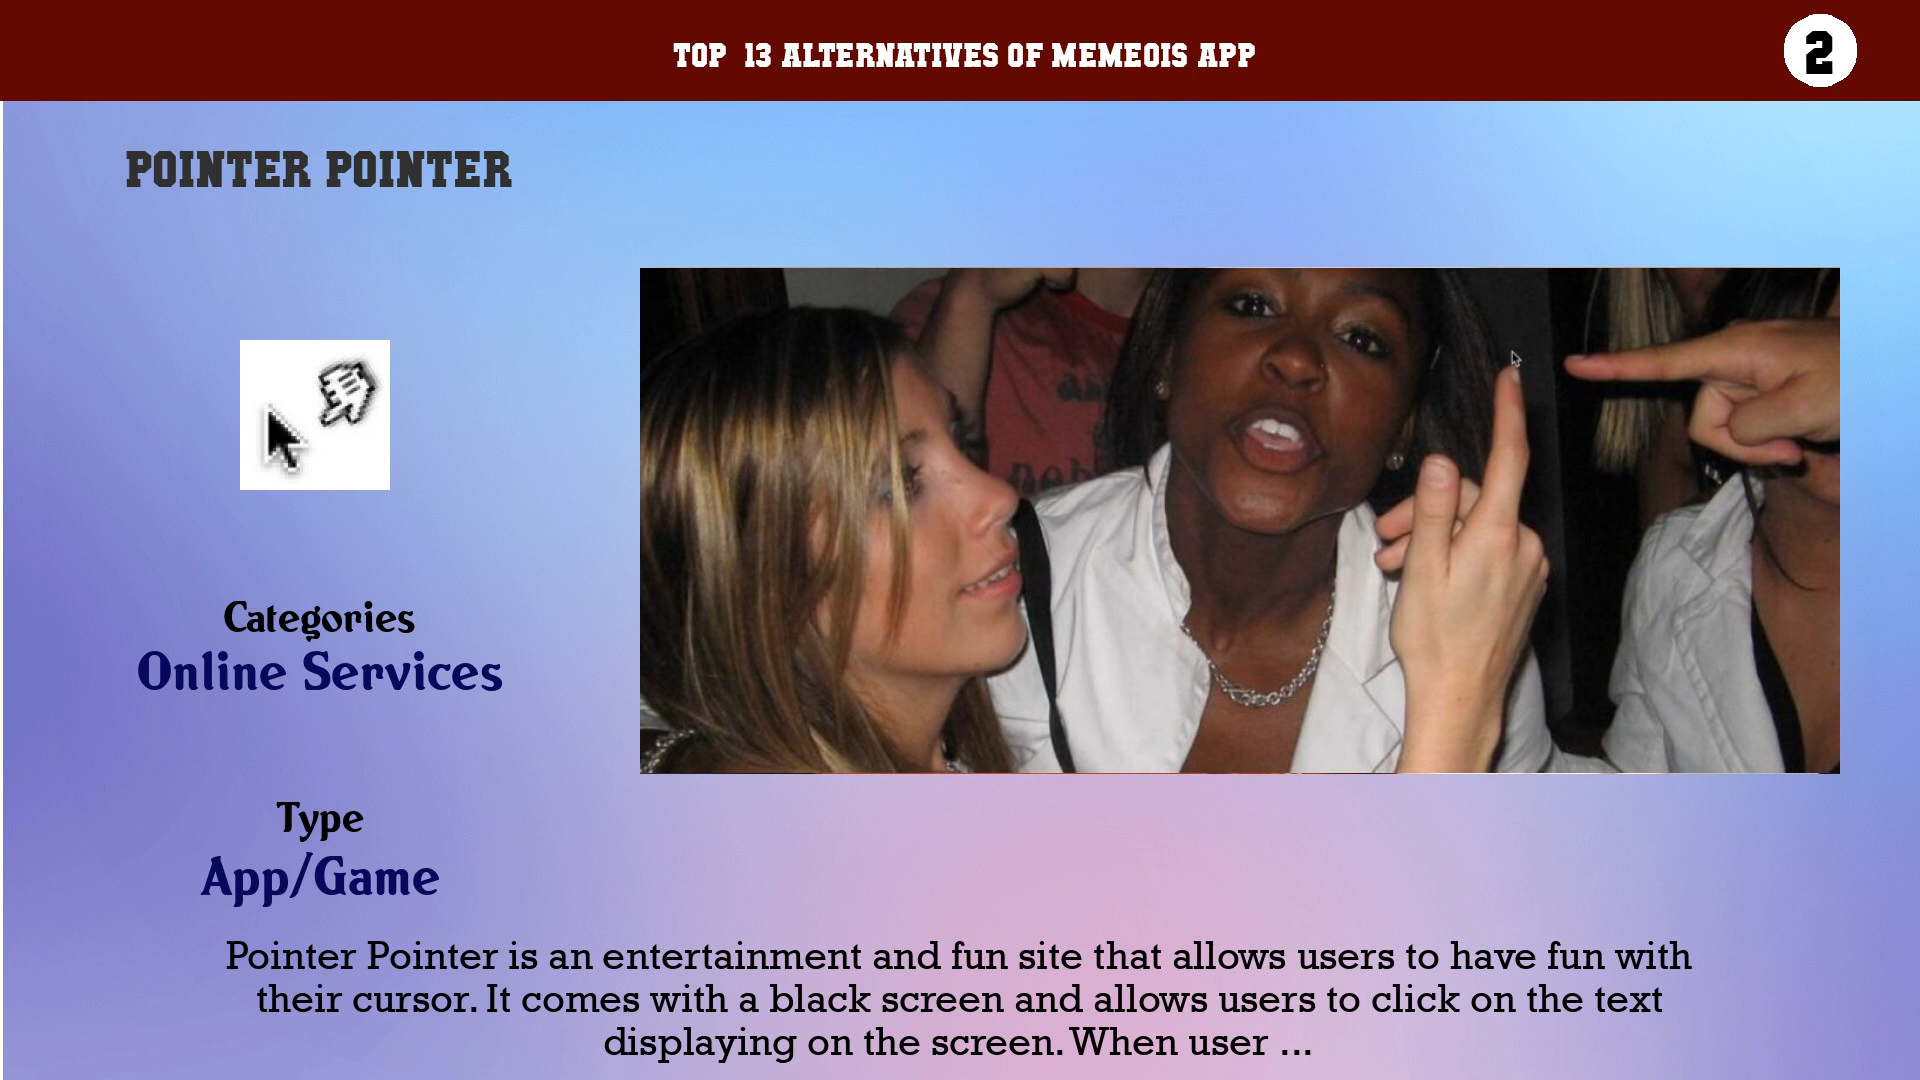 TOP 13 ALTERNATIVES OF MEMEOIS APP
2
POINTER POINTER
Categories
Online Services
Type
App/Game
Pointer Pointer is an entertainment and fun site that allows users to have fun with
their cursor. It comes with a black screen and allows users to click on the text
displaying on the screen. When user ...